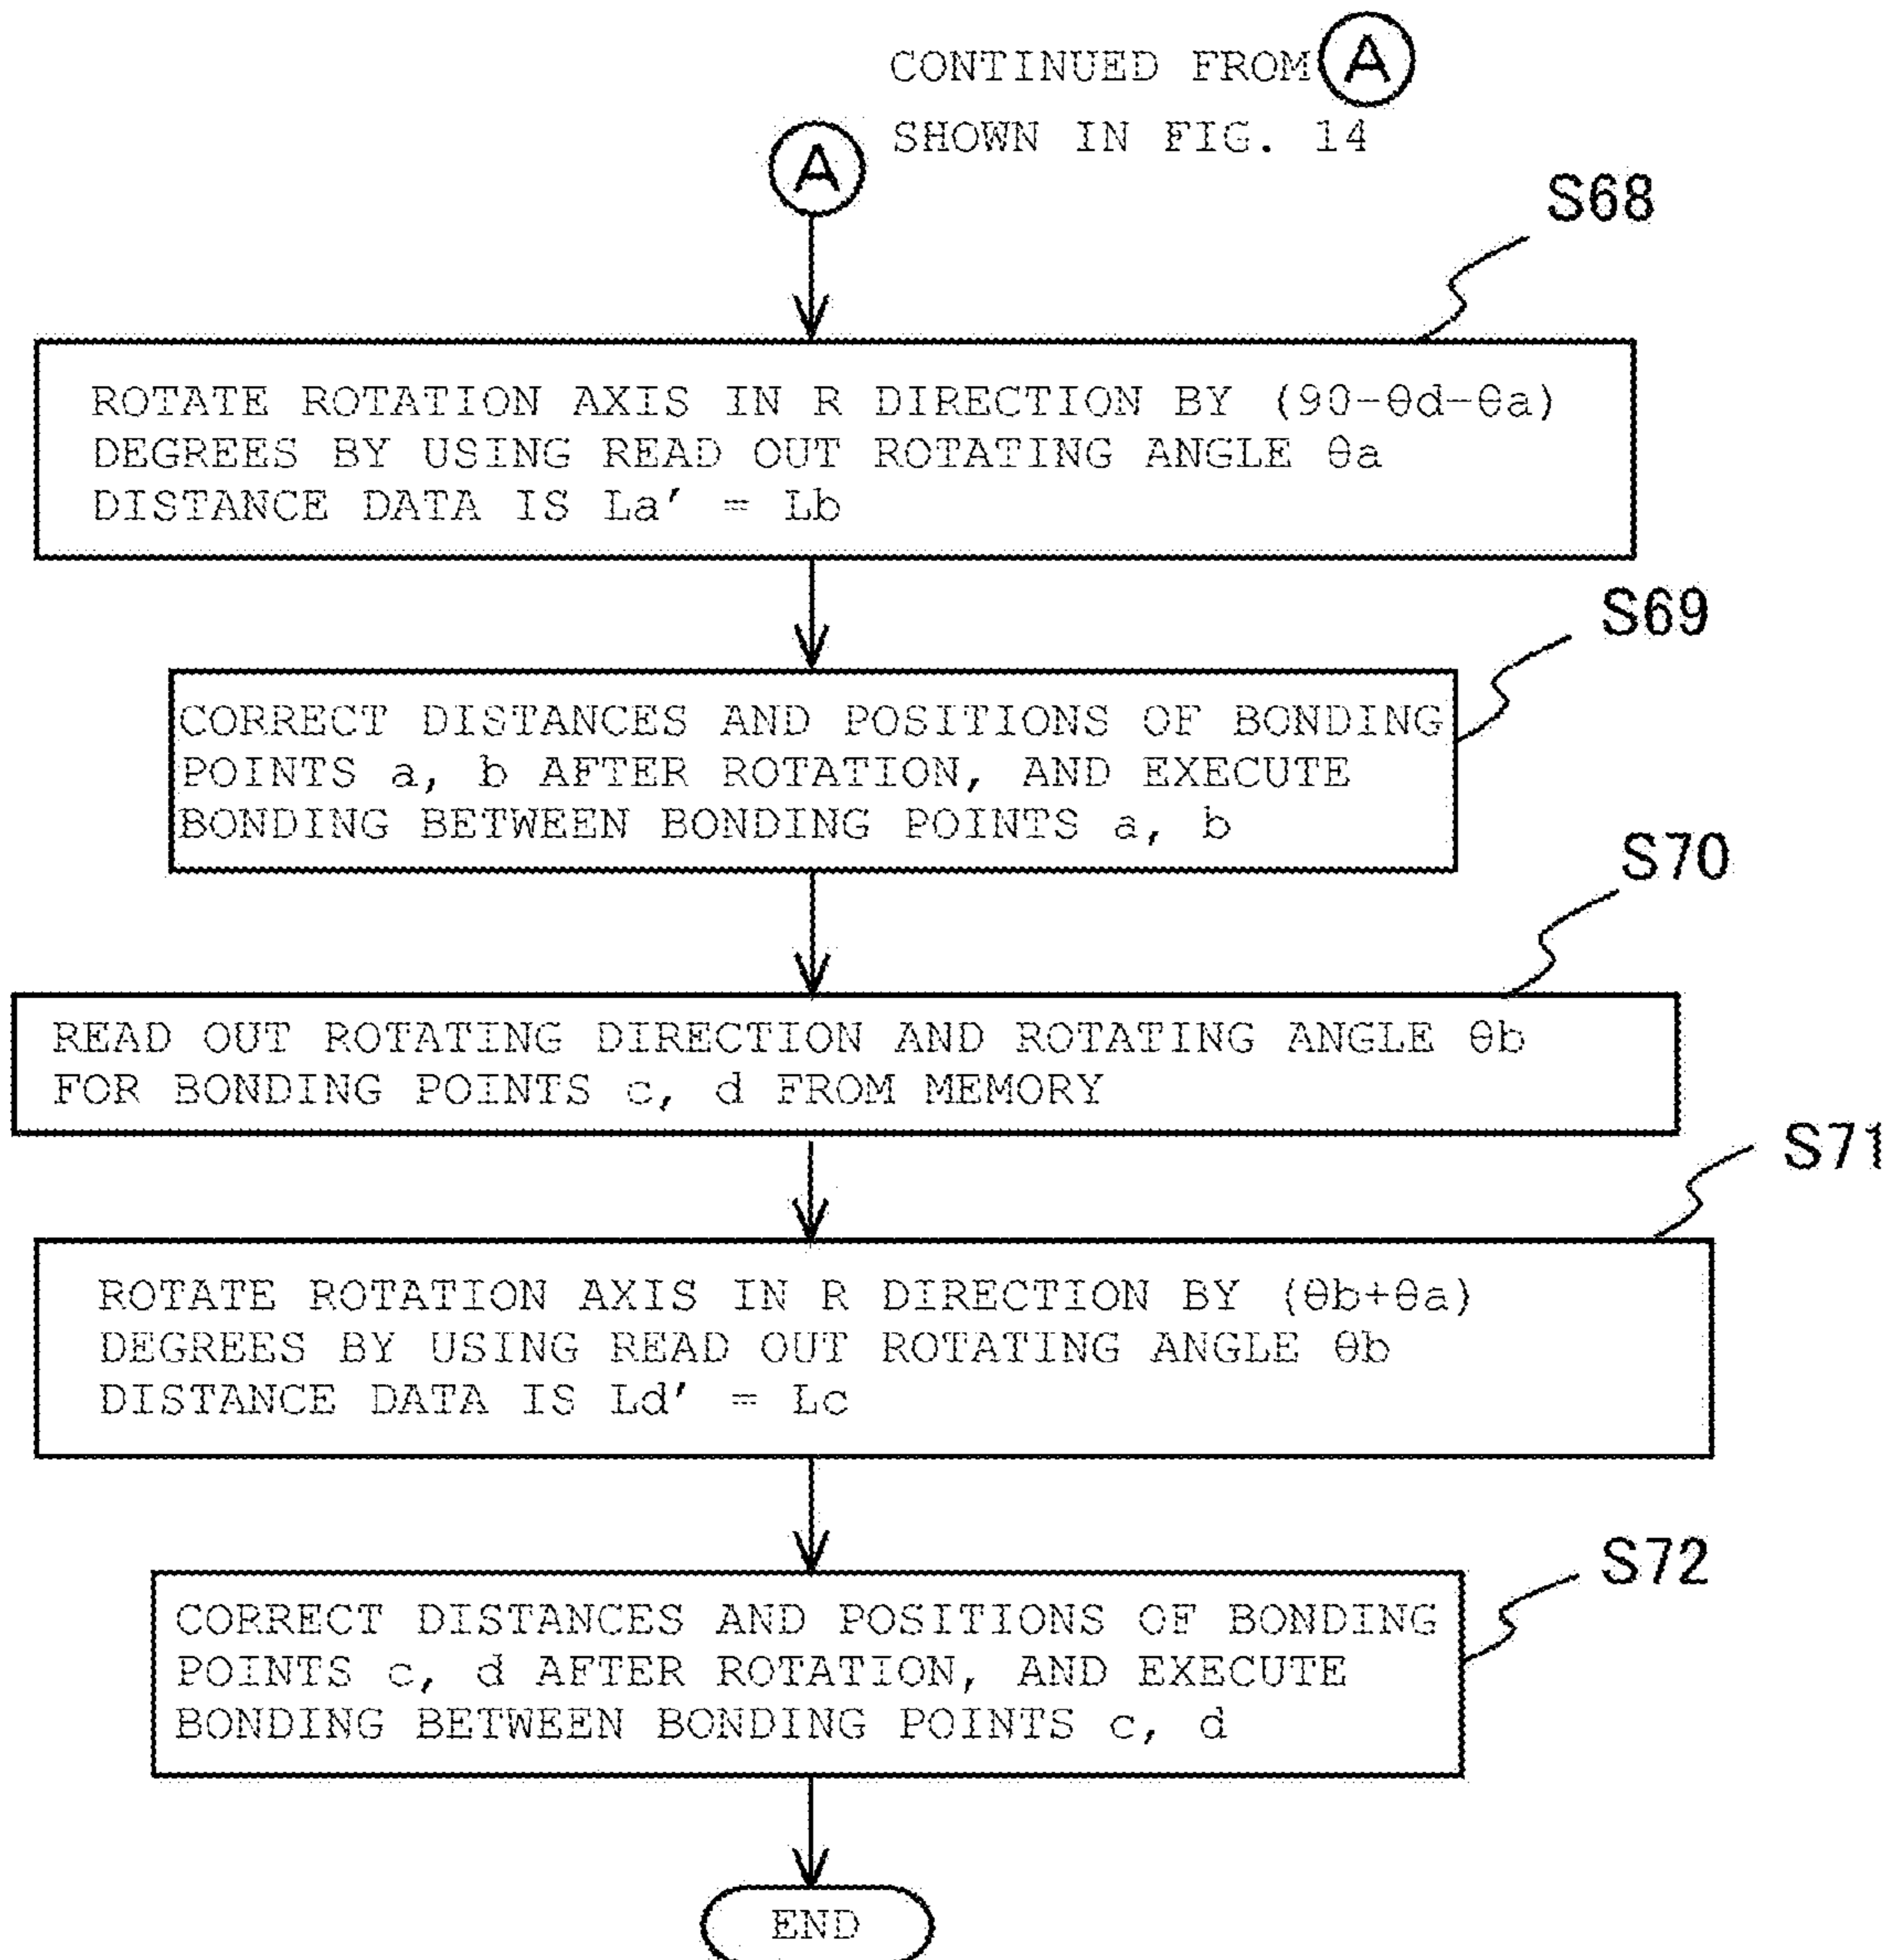 CONTINUED FROM A
SHOWN IN FIG. 14
A
S68
ROTATE ROTATION AXIS IN R DIRECTION BY (90-θd-θa)
DEGREES BY USING READ OUT ROTATING ANGLE θa
DISTANCE DATA IS La' = Lb
S69
CORRECT DISTANCES AND POSITIONS OF BONDING
POINTS a, b AFTER ROTATION, AND EXECUTE
BONDING BETWEEN BONDING POINTS a, b
S70
READ OUT ROTATING DIRECTION AND ROTATING ANGLE θb
FOR BONDING POINTS c, d FROM MEMORY
S71
ROTATE ROTATION AXIS IN R DIRECTION BY (θb+θa)
DEGREES BY USING READ OUT ROTATING ANGLE θb
DISTANCE DATA IS Ld' = Lc
S72
CORRECT DISTANCES AND POSITIONS OF BONDING
POINTS c, d AFTER ROTATION, AND EXECUTE
BONDING BETWEEN BONDING POINTS c, d
END